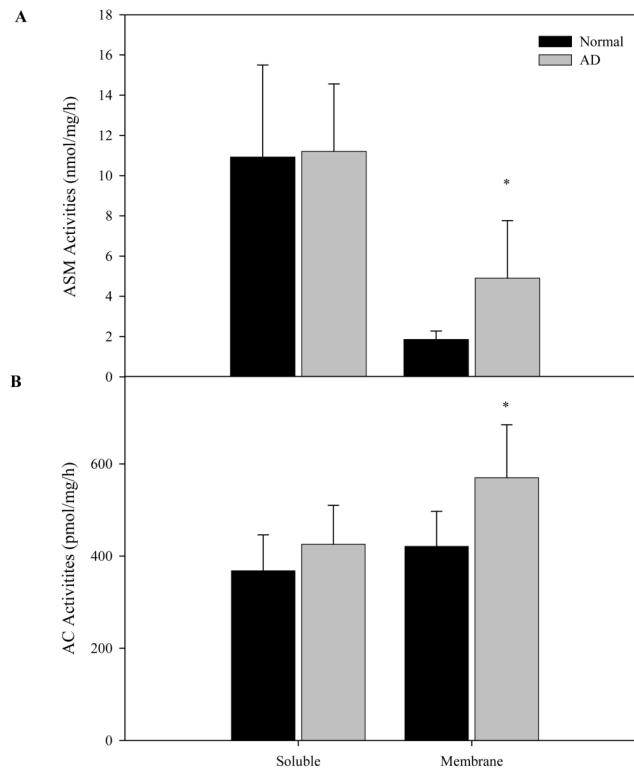 A
18
16
14
12
10
8
6
4
2
0
ASM Activities (nmol/mg/h)
Normal
AD
*
B
600
400
200
0
AC Activitites (pmol/mg/h)
*
Soluble Membrane